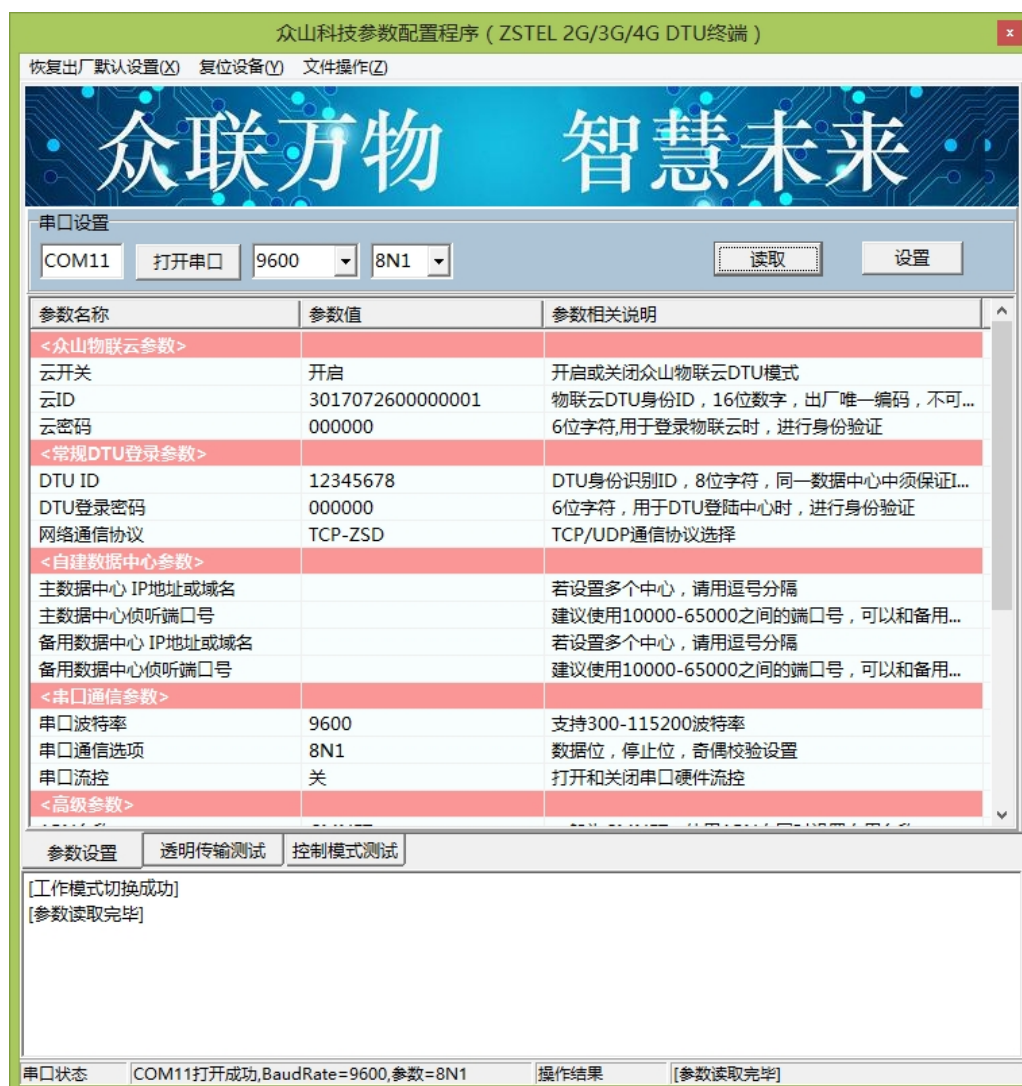 众山科技参数配置程序（ZSTEL 2G/3G/4G DTU终端）
x
恢复出厂默认设置(X) 复位设备(Y) 文件操作(Z)
众联万物 智慧未来
串口设置
COM11 打开串口 9600 8N1 读取 设置
参数名称 参数值 参数相关说明
<众山物联云参数>
云开关 开启 开启或关闭众山物联云DTU模式
云ID 3017072600000001 物联云DTU身份ID，16位数字，出厂唯一编码，不可...
云密码 000000 6位字符,用于登录物联云时，进行身份验证
<常规DTU登录参数>
DTU ID 12345678 DTU身份识别ID，8位字符，同一数据中心中须保证I...
DTU登录密码 000000 6位字符，用于DTU登陆中心时，进行身份验证
网络通信协议 TCP-ZSD TCP/UDP通信协议选择
<自建数据中心参数>
主数据中心 IP地址或域名 若设置多个中心，请用逗号分隔
主数据中心侦听端口号 建议使用10000-65000之间的端口号，可以和备用...
备用数据中心 IP地址或域名 若设置多个中心，请用逗号分隔
备用数据中心侦听端口号 建议使用10000-65000之间的端口号，可以和备用...
<串口通信参数>
串口波特率 9600 支持300-115200波特率
串口通信选项 8N1 数据位，停止位，奇偶校验设置
串口流控 关 打开和关闭串口硬件流控
<高级参数>
参数设置 透明传输测试 控制模式测试
[工作模式切换成功]
[参数读取完毕]
串口状态 COM11打开成功,BaudRate=9600,参数=8N1 操作结果 [参数读取完毕]